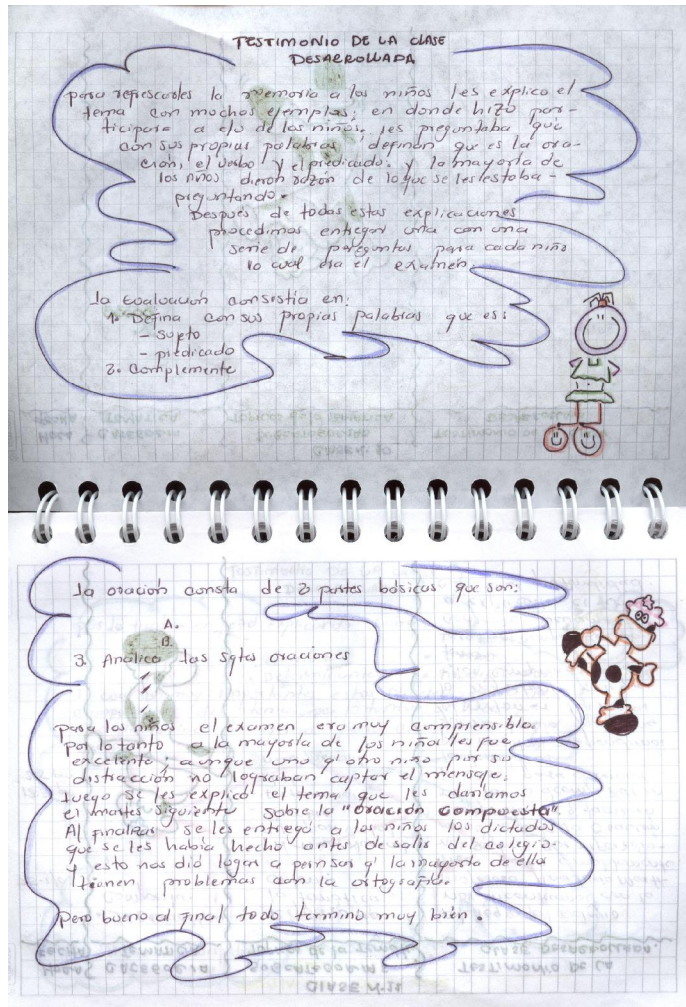 TESTIMONIO DE LA CLASE
DESARROLLADA
para refrescarles la memoria a los niños les explico el
tema con muchos ejemplos; en donde hizo par-
ticipar a c/u de los niños. les preguntaba que
con sus propias palabras definan que es la ora-
ción, el verbo y el predicado. y la mayoría de
los niños dieron razón de lo que se les estaba -
preguntando.
Después de todas estas explicaciones
procedimos entregar una con una
serie de preguntas para cada niño
lo cual era el examen.
la Evaluación consistia en:
1. Defina con sus propias palabras que es:
- Sujeto
- predicado
2. Complemente
la oración consta de 2 partes básicas que son:
A.
B.
3. Analice las sgtes oraciones
para los niños el examen era muy comprensible.
por lo tanto a la mayoría de los niños les fue
excelente; aunque uno q' otro niño por su
distracción no lograban captar el mensaje.
luego se les explicó el tema que les daríamos
el martes siguiente sobre la "oración compuesta".
Al finalizar se les entregó a los niños los dictados
que se les había hecho antes de salir del colegio.
y esto nos dió lugar a pensar q' la mayoría de ellos
tienen problemas con la ortografía.
Pero bueno al final todo termino muy bien.